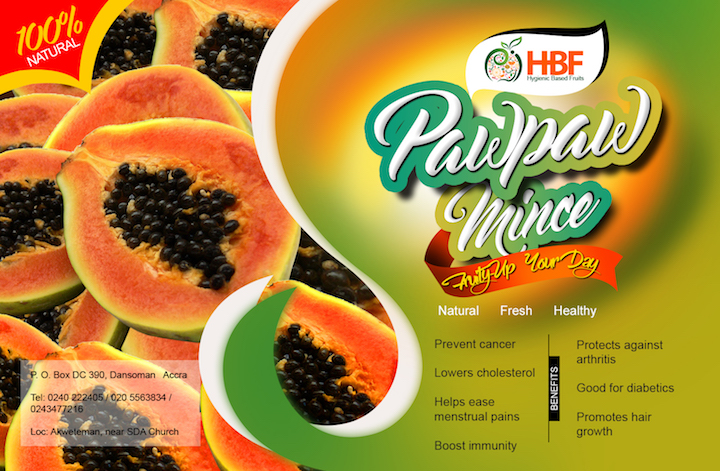 100%
NATURAL
HBF
Hygienic Based Fruits
Pawpaw
Mince
Fruity-Up Your Day
Natural Fresh Healthy
Prevent cancer
Lowers cholesterol
Helps ease
menstrual pains
Boost immunity
BENEFITS
Protects against
arthritis
Good for diabetics
Promotes hair
growth
P. O. Box DC 390, Dansoman Accra
Tel: 0240 222405 / 020 5563834 /
0243477216
Loc: Akweteman, near SDA Church